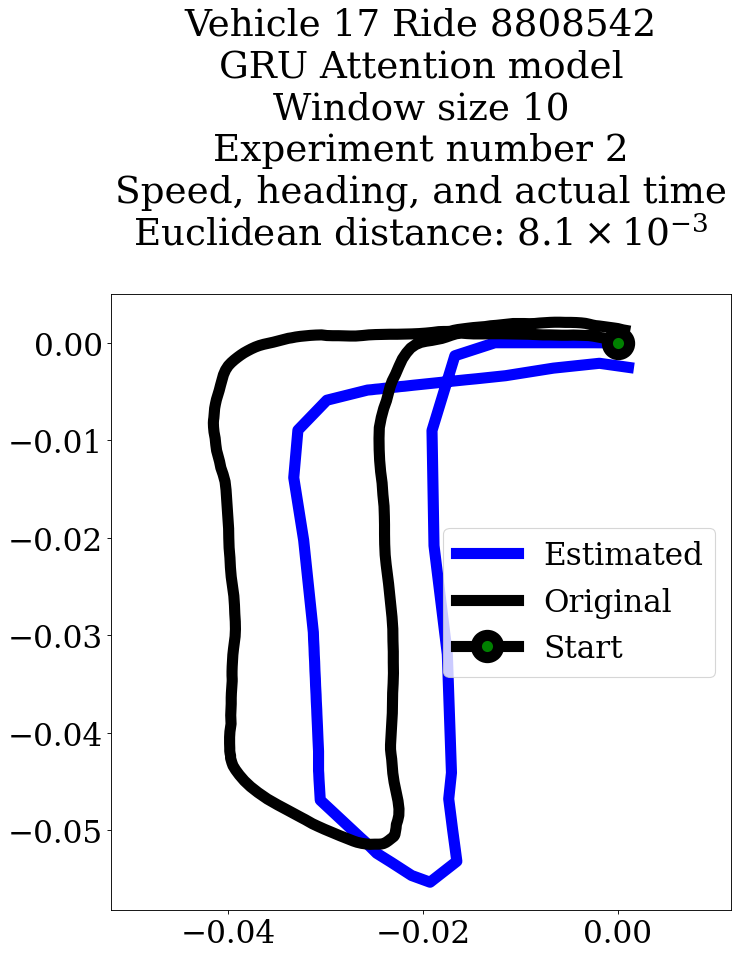 Vehicle 17 Ride 8808542
GRU Attention model
Window size 10
Experiment number 2
Speed, heading, and actual time
Euclidean distance: 8.1 × 10⁻³
0.00
−0.01
−0.02
−0.03
−0.04
−0.05
Estimated
Original
Start
−0.04
−0.02
0.00